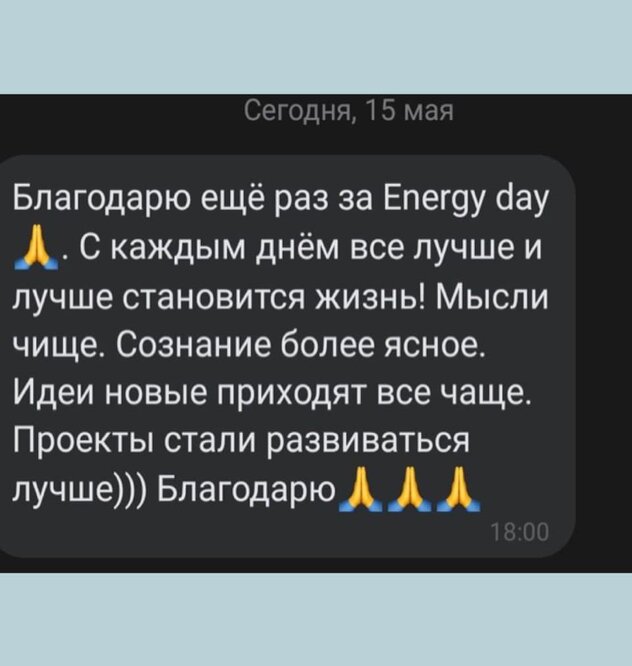 Сегодня, 15 мая
Благодарю ещё раз за Energy day
🙏. С каждым днём все лучше и
лучше становится жизнь! Мысли
чище. Сознание более ясное.
Идеи новые приходят все чаще.
Проекты стали развиваться
лучше))) Благодарю🙏🙏🙏
18:00